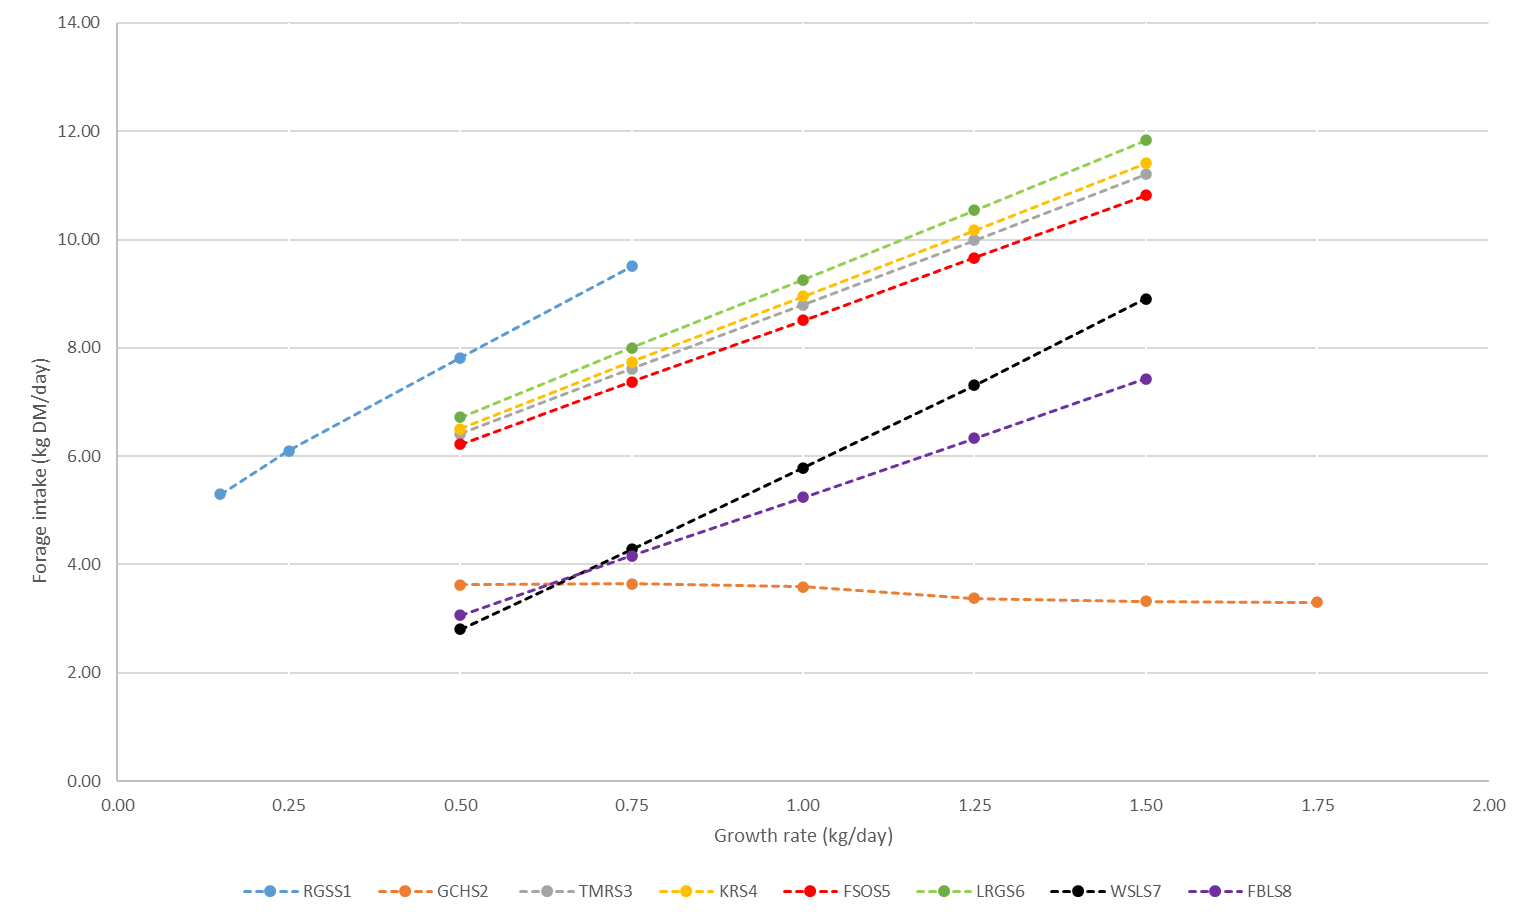 14.00
12.00
10.00
8.00
6.00
4.00
2.00
0.00
Forage intake (kg DM/day)
0.00 0.25 0.50 0.75 1.00 1.25 1.50 1.75 2.00
Growth rate (kg/day)
RGSS1 GCHS2 TMRS3 KRS4 FSOS5 LRGS6 WSLS7 FBLS8